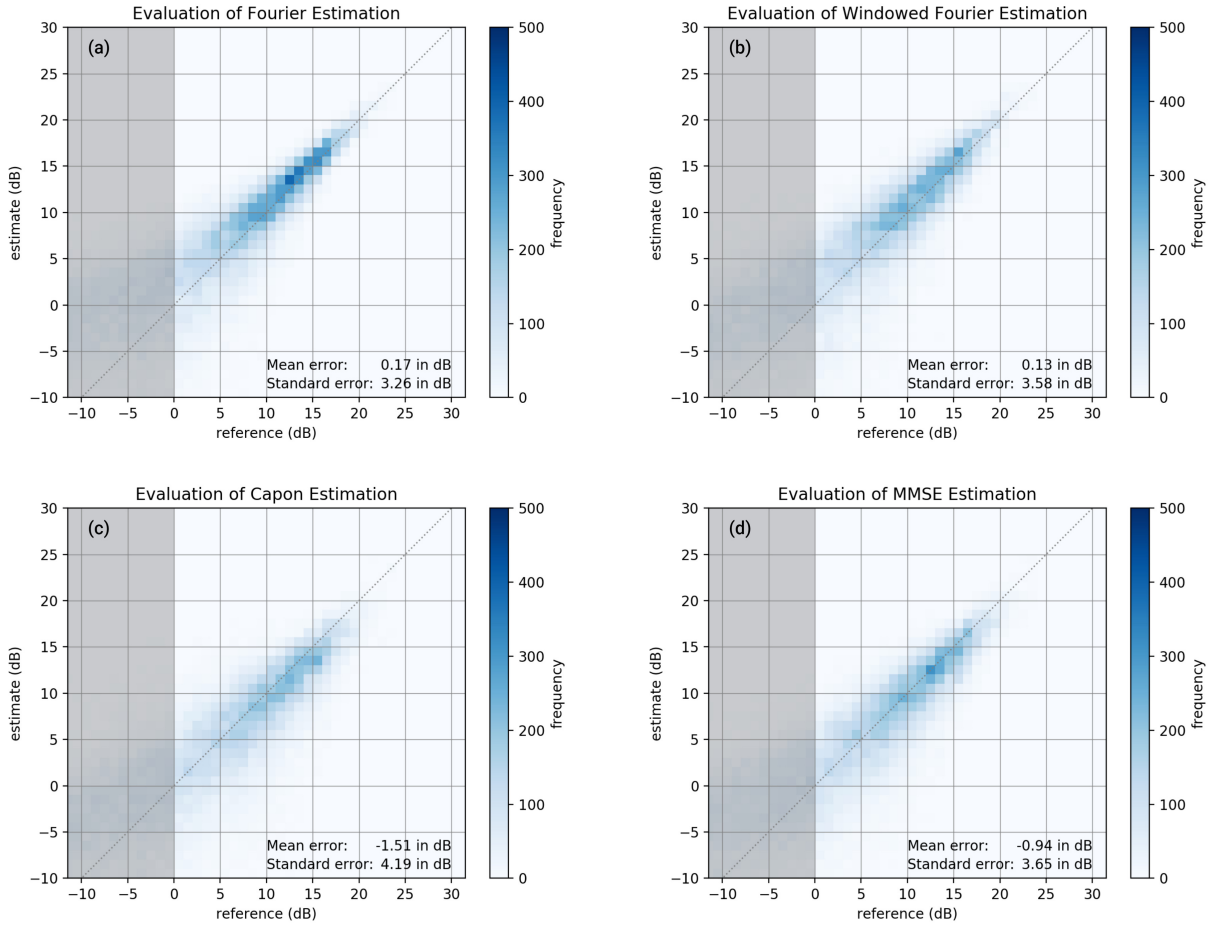 Evaluation of Fourier Estimation
(a)
30
25
20
15
10
5
0
−5
−10
estimate (dB)
−10 −5 0 5 10 15 20 25 30
reference (dB)
Mean error: 0.17 in dB
Standard error: 3.26 in dB
500
400
300
200
100
0
frequency
Evaluation of Windowed Fourier Estimation
(b)
30
25
20
15
10
5
0
−5
−10
estimate (dB)
−10 −5 0 5 10 15 20 25 30
reference (dB)
Mean error: 0.13 in dB
Standard error: 3.58 in dB
500
400
300
200
100
0
frequency
Evaluation of Capon Estimation
(c)
30
25
20
15
10
5
0
−5
−10
estimate (dB)
−10 −5 0 5 10 15 20 25 30
reference (dB)
Mean error: -1.51 in dB
Standard error: 4.19 in dB
500
400
300
200
100
0
frequency
Evaluation of MMSE Estimation
(d)
30
25
20
15
10
5
0
−5
−10
estimate (dB)
−10 −5 0 5 10 15 20 25 30
reference (dB)
Mean error: -0.94 in dB
Standard error: 3.65 in dB
500
400
300
200
100
0
frequency